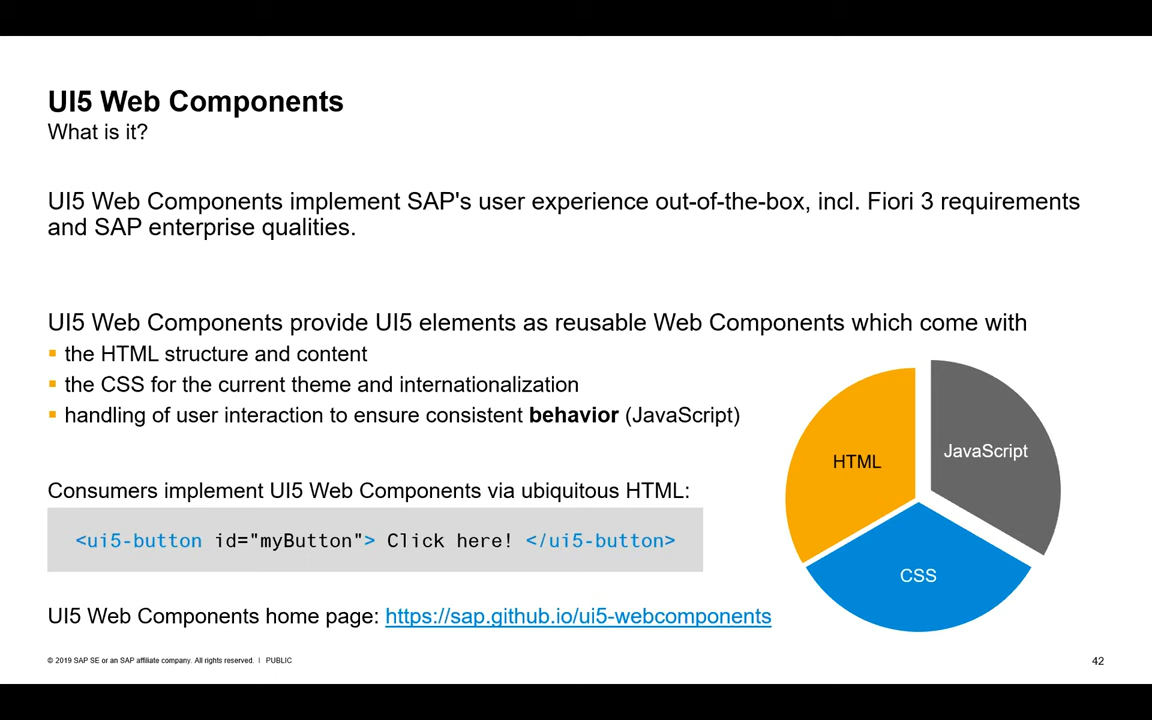 UI5 Web Components
What is it?
UI5 Web Components implement SAP's user experience out-of-the-box, incl. Fiori 3 requirements
and SAP enterprise qualities.
UI5 Web Components provide UI5 elements as reusable Web Components which come with
the HTML structure and content
the CSS for the current theme and internationalization
handling of user interaction to ensure consistent behavior (JavaScript)
HTML
JavaScript
CSS
Consumers implement UI5 Web Components via ubiquitous HTML:
<ui5-button id="myButton"> Click here! </ui5-button>
UI5 Web Components home page: https://sap.github.io/ui5-webcomponents
© 2019 SAP SE or an SAP affiliate company. All rights reserved. | PUBLIC
42